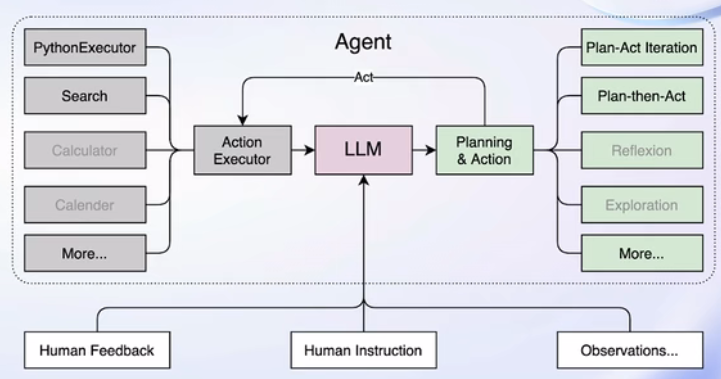 Agent
PythonExecutor
Search
Calculator
Calender
More...
Act
Action
Executor
LLM
Planning
& Action
Plan-Act Iteration
Plan-then-Act
Reflexion
Exploration
More...
Human Feedback
Human Instruction
Observations...